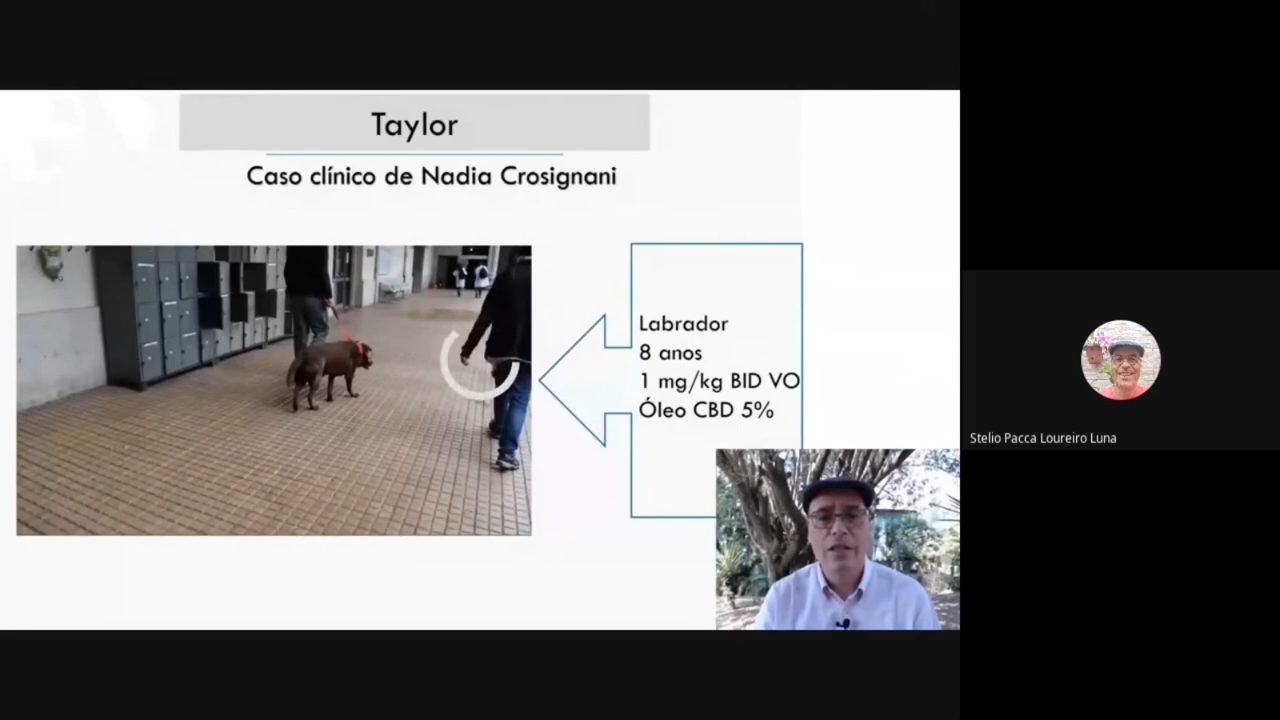 Taylor
Caso clínico de Nadia Crosignani
Labrador
8 anos
1 mg/kg BID VO
Óleo CBD 5%
Stelio Pacca Loureiro Luna